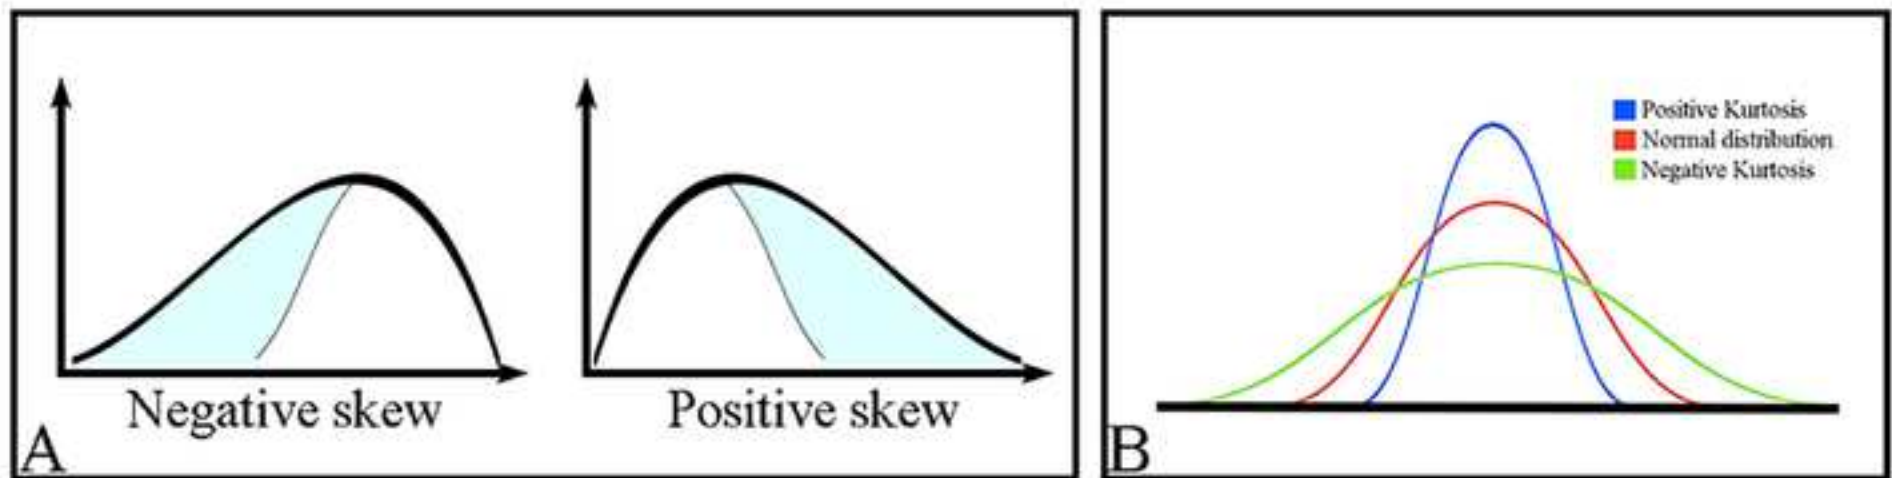 Negative skew
Positive skew
A
Positive Kurtosis
Normal distribution
Negative Kurtosis
B